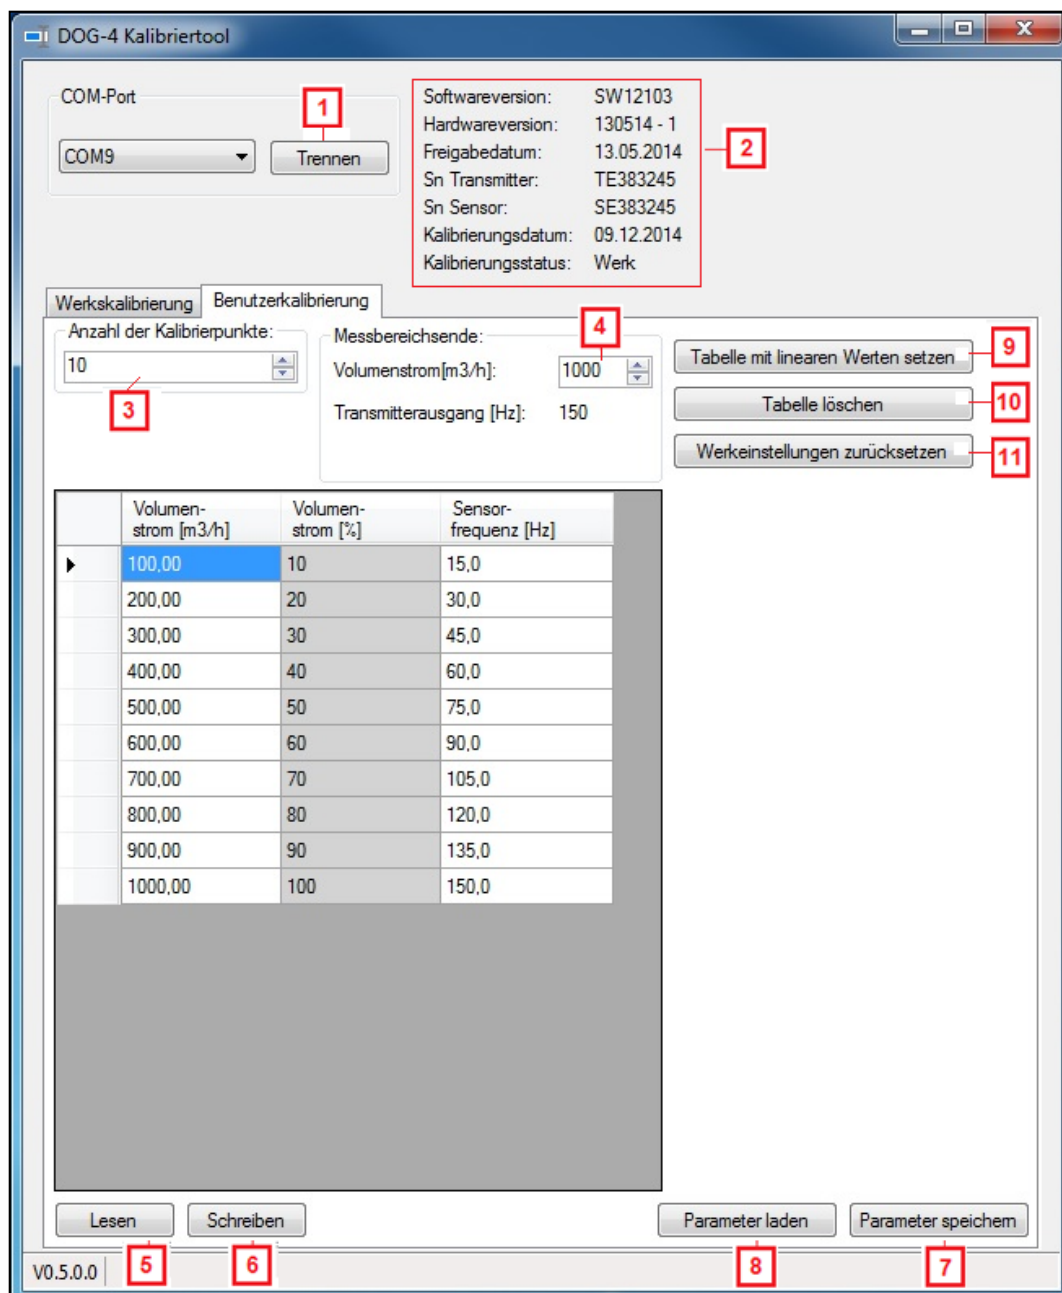 DOG-4 Kalibriertool
COM-Port
1
COM9
Trennen
Softwareversion: SW12103
Hardwareversion: 130514 - 1
Freigabedatum: 13.05.2014
Sn Transmitter: TE383245
Sn Sensor: SE383245
Kalibrierungsdatum: 09.12.2014
Kalibrierungsstatus: Werk
2
Werkskalibrierung
Benutzerkalibrierung
Anzahl der Kalibrierpunkte:
10
3
Messbereichsende:
4
Volumenstrom[m3/h]: 1000
Transmitterausgang [Hz]: 150
Tabelle mit linearen Werten setzen
9
Tabelle löschen
10
Werkeinstellungen zurücksetzen
11
Volumen-
strom [m3/h]
Volumen-
strom [%]
Sensor-
frequenz [Hz]
100,00 10 15,0
200,00 20 30,0
300,00 30 45,0
400,00 40 60,0
500,00 50 75,0
600,00 60 90,0
700,00 70 105,0
800,00 80 120,0
900,00 90 135,0
1000,00 100 150,0
Lesen
Schreiben
Parameter laden
Parameter speichern
V0.5.0.0
5
6
8
7